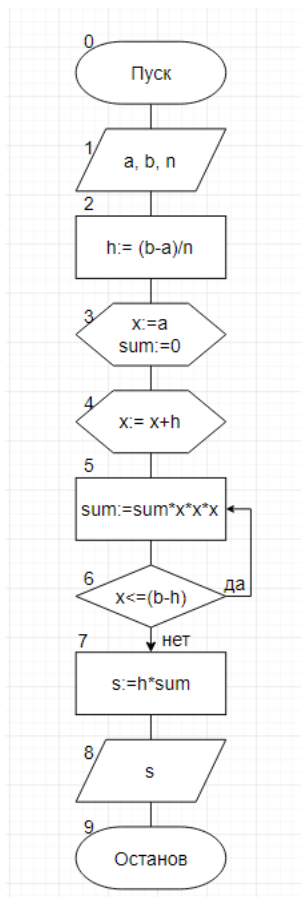 0
Пуск
1
a, b, n
2
h:= (b-a)/n
3
x:=a
sum:=0
4
x:= x+h
5
sum:=sum*x*x*x
6
x<=(b-h)
да
нет
7
s:=h*sum
8
s
9
Останов